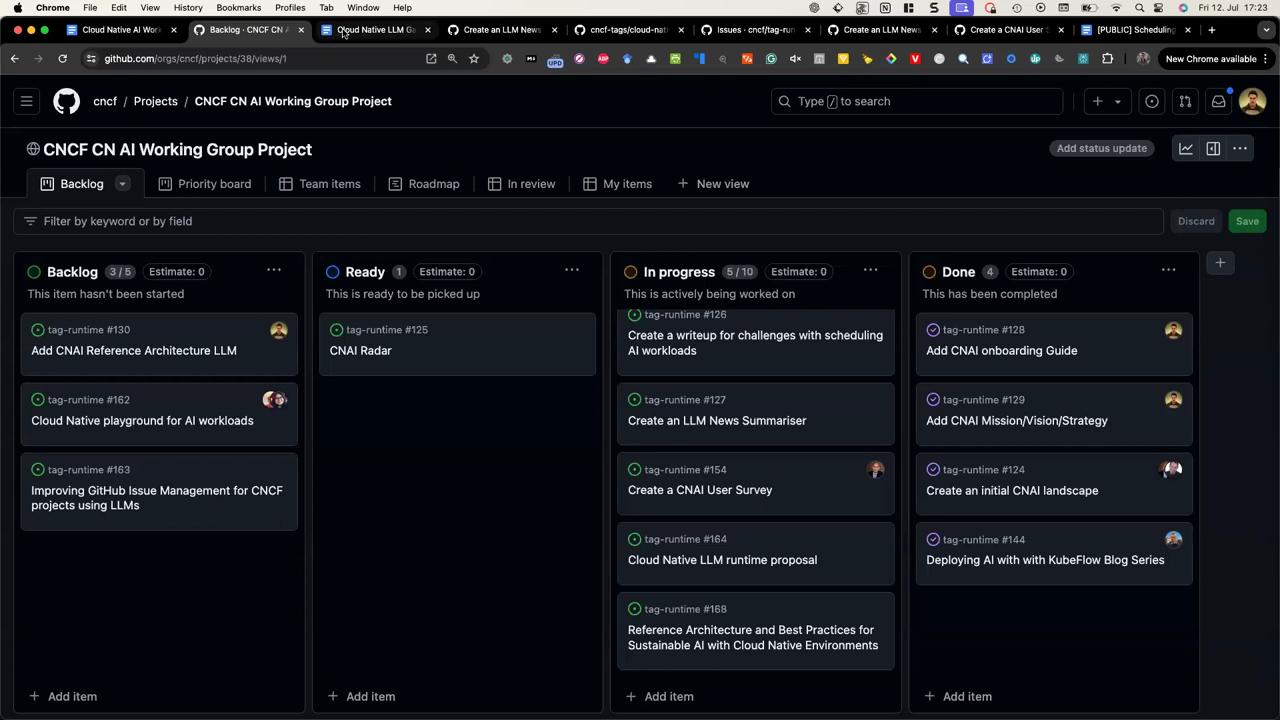 Chrome File Edit View History Bookmarks Profiles Tab Window Help Fri 12. Jul 17:23
Cloud Native AI Work
Backlog · CNCF CN A
Cloud Native LLM Ga
Create an LLM News
cncf-tags/cloud-nati
Issues · cncf/tag-run
Create an LLM News
Create a CNAI User S
[PUBLIC] Scheduling
github.com/orgs/cncf/projects/38/views/1
UPD
New Chrome available
cncf / Projects / CNCF CN AI Working Group Project
Type / to search
CNCF CN AI Working Group Project
Add status update
Backlog Priority board Team items Roadmap In review My items New view
Filter by keyword or by field
Discard Save
Backlog 3 / 5 Estimate: 0
This item hasn't been started
tag-runtime #130
Add CNAI Reference Architecture LLM
tag-runtime #162
Cloud Native playground for AI workloads
tag-runtime #163
Improving GitHub Issue Management for CNCF
projects using LLMs
Add item
Ready 1 Estimate: 0
This is ready to be picked up
tag-runtime #125
CNAI Radar
Add item
In progress 5 / 10 Estimate: 0
This is actively being worked on
tag-runtime #126
Create a writeup for challenges with scheduling
AI workloads
tag-runtime #127
Create an LLM News Summariser
tag-runtime #154
Create a CNAI User Survey
tag-runtime #164
Cloud Native LLM runtime proposal
tag-runtime #168
Reference Architecture and Best Practices for
Sustainable AI with Cloud Native Environments
Add item
Done 4 Estimate: 0
This has been completed
tag-runtime #128
Add CNAI onboarding Guide
tag-runtime #129
Add CNAI Mission/Vision/Strategy
tag-runtime #124
Create an initial CNAI landscape
tag-runtime #144
Deploying AI with with KubeFlow Blog Series
Add item